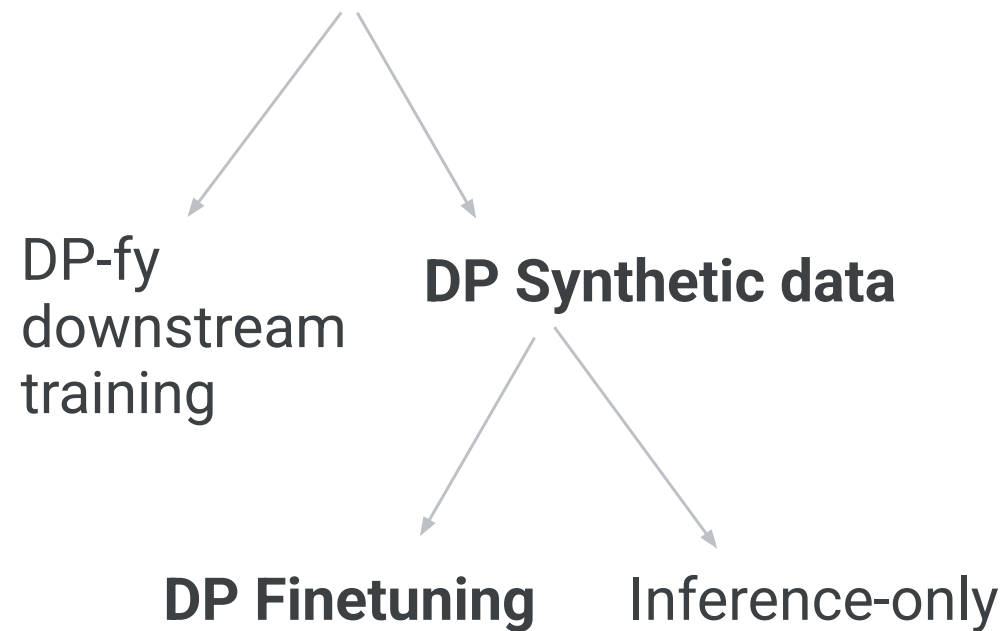 DP-fy
downstream
training
DP Synthetic data
DP Finetuning
Inference-only